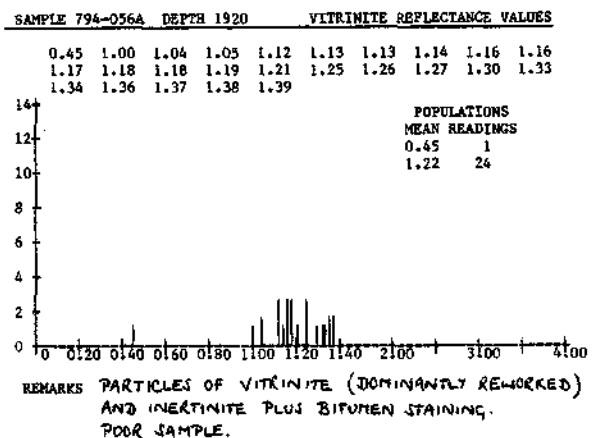 SAMPLE 794-056A DEPTH 1920 VITRINITE REFLECTANCE VALUES
0.45 1.00 1.04 1.05 1.12 1.13 1.13 1.14 1.16 1.16
1.17 1.18 1.18 1.19 1.21 1.25 1.26 1.27 1.30 1.33
1.34 1.36 1.37 1.38 1.39
POPULATIONS
MEAN READINGS
0.45 1
1.22 24
14
12
10
8
6
4
2
0
0 0.20 0.40 0.60 0.80 1.00 1.20 1.40 2.00 3.00 4.00
REMARKS PARTICLES OF VITRINITE (DOMINANTLY REWORKED)
AND INERTINITE PLUS BITUMEN STAINING.
POOR SAMPLE.